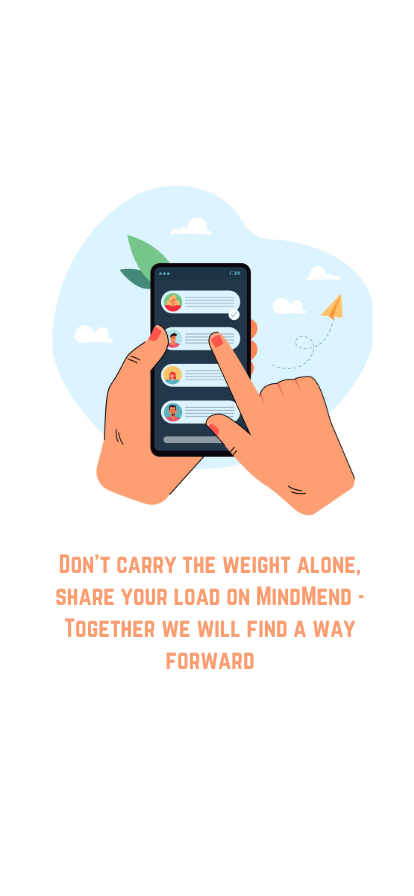 Don't carry the weight alone,
share your load on MindMend -
Together we will find a way
forward